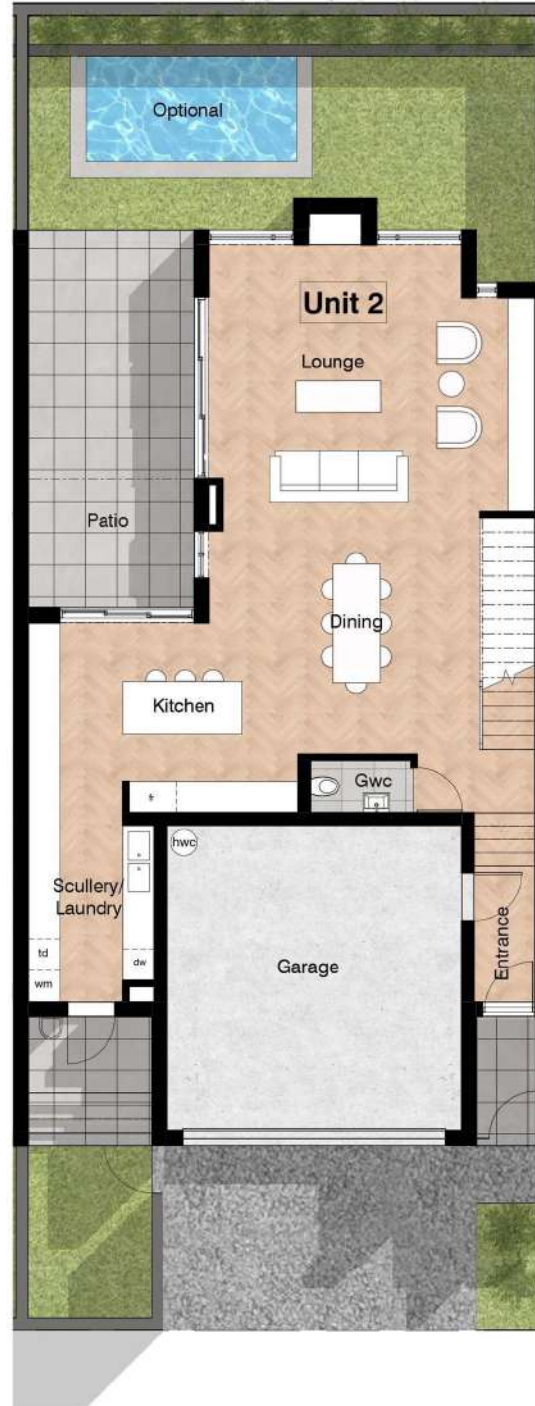 Optional
Unit 2
Lounge
Patio
Dining
Kitchen
Gwc
fr
hwc
Scullery/
Laundry
td
dw
wm
Garage
Entrance